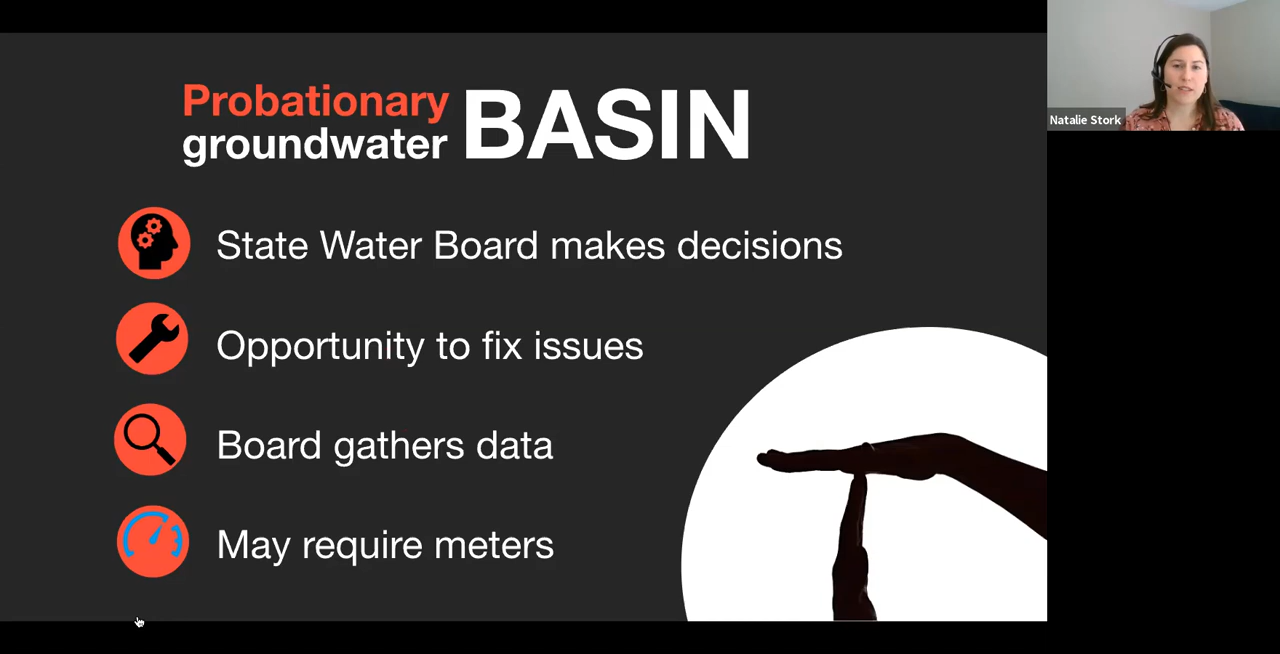 Probationary
groundwater BASIN
State Water Board makes decisions
Opportunity to fix issues
Board gathers data
May require meters
Natalie Stork